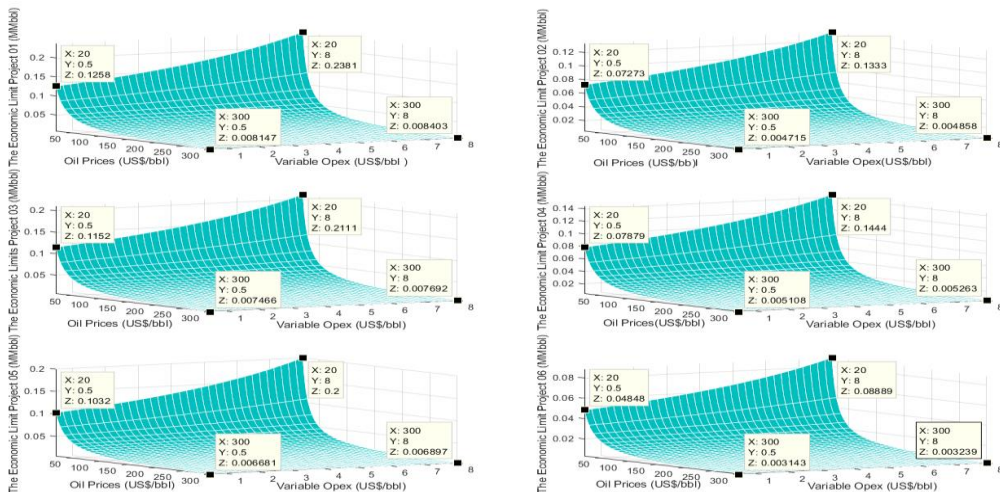 The Economic Limit Project 01 (MMbbl)
0.2
0.15
0.1
0.05
X: 20
Y: 0.5
Z: 0.1258
X: 20
Y: 8
Z: 0.2381
X: 300
Y: 0.5
Z: 0.008147
X: 300
Y: 8
Z: 0.008403
50 100 150 200 250 300
1 2 3 4 5 6 7 8
Oil Prices (US$/bbl)
Variable Opex (US$/bbl )
The Economic Limit Project 02 (MMbbl)
0.12
0.1
0.08
0.06
0.04
0.02
X: 20
Y: 0.5
Z: 0.07273
X: 20
Y: 8
Z: 0.1333
X: 300
Y: 0.5
Z: 0.004715
X: 300
Y: 8
Z: 0.004858
50 100 150 200 250 300
1 2 3 4 5 6 7 8
Oil Prices (US$/bb)l
Variable Opex(US$/bbl)
The Economic Limits Project 03 (MMbbl)
0.2
0.15
0.1
0.05
X: 20
Y: 0.5
Z: 0.1152
X: 20
Y: 8
Z: 0.2111
X: 300
Y: 0.5
Z: 0.007466
X: 300
Y: 8
Z: 0.007692
50 100 150 200 250 300
1 2 3 4 5 6 7 8
Oil Prices (US$/bbl)
Variable Opex (US$/bbl)
The Economic Limit Project 04 (MMbbl)
0.14
0.12
0.1
0.08
0.06
0.04
0.02
X: 20
Y: 0.5
Z: 0.07879
X: 20
Y: 8
Z: 0.1444
X: 300
Y: 0.5
Z: 0.005108
X: 300
Y: 8
Z: 0.005263
50 100 150 200 250 300
1 2 3 4 5 6 7 8
Oil Prices(US$/bbl)
Variable Opex (US$/bbl)
The Economic Limit Project 05 (MMbbl)
0.2
0.15
0.1
0.05
X: 20
Y: 0.5
Z: 0.1032
X: 20
Y: 8
Z: 0.2
X: 300
Y: 0.5
Z: 0.006681
X: 300
Y: 8
Z: 0.006897
50 100 150 200 250 300
1 2 3 4 5 6 7 8
Oil Prices (US$/bbl)
Variable Opex (US$/bbl)
The Economic Limit Project 06 (MMbbl)
0.08
0.06
0.04
0.02
X: 20
Y: 0.5
Z: 0.04848
X: 20
Y: 8
Z: 0.08889
X: 300
Y: 0.5
Z: 0.003143
X: 300
Y: 8
Z: 0.003239
50 100 150 200 250 300
1 2 3 4 5 6 7 8
Oil Prices (US$/bbl)
Variable Opex (US$/bbl)